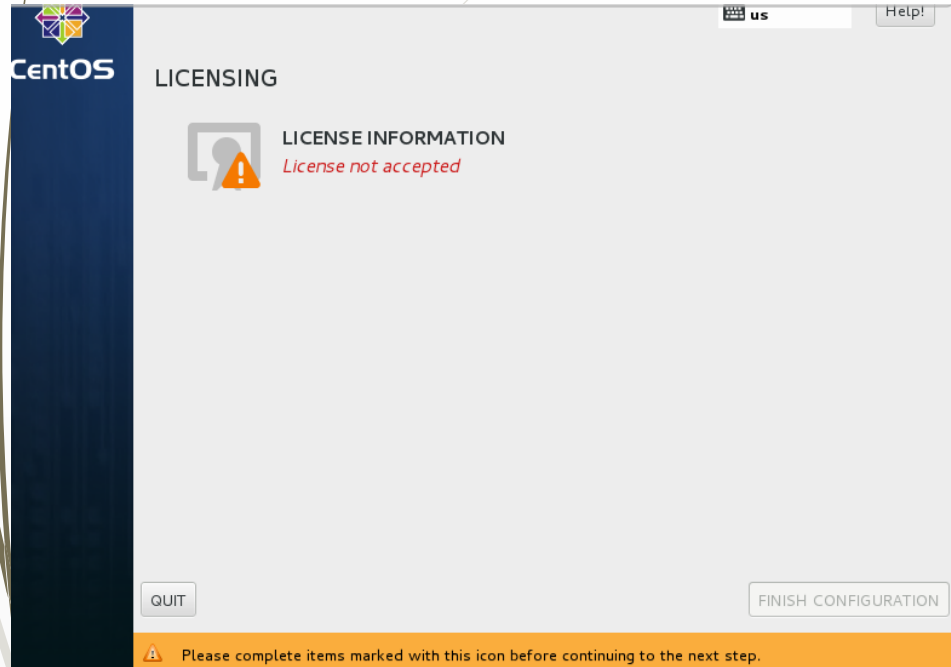 us
Help!
CentOS
LICENSING
LICENSE INFORMATION
License not accepted
QUIT
FINISH CONFIGURATION
Please complete items marked with this icon before continuing to the next step.